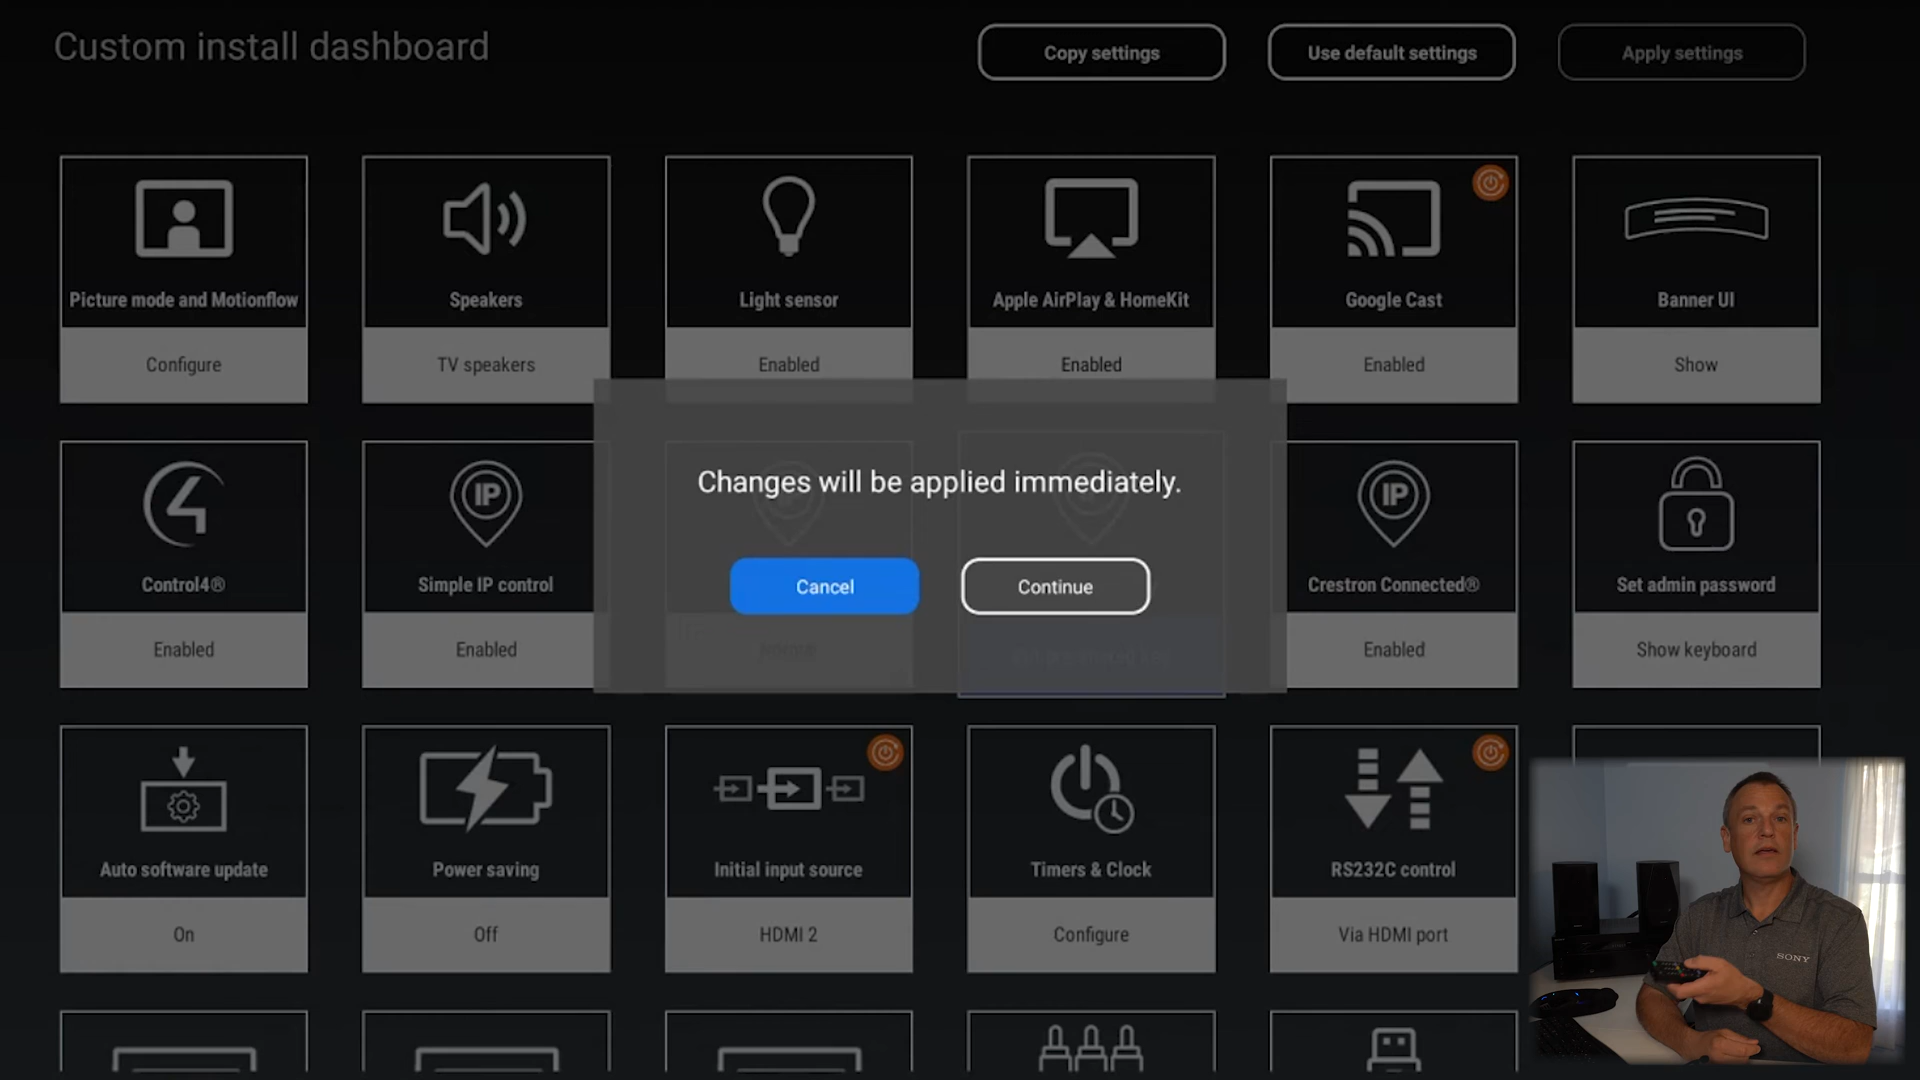 Custom install dashboard
Copy settings
Use default settings
Apply settings
Picture mode and Motionflow
Configure
Speakers
TV speakers
Light sensor
Enabled
Apple AirPlay & HomeKit
Enabled
Google Cast
Enabled
Banner UI
Show
Changes will be applied immediately.
Cancel
Continue
4
Control4®
Enabled
IP
Simple IP control
Enabled
IP
Crestron Connected®
Enabled
Set admin password
Show keyboard
Auto software update
On
Power saving
Off
Initial input source
HDMI 2
Timers & Clock
Configure
RS232C control
Via HDMI port
SONY